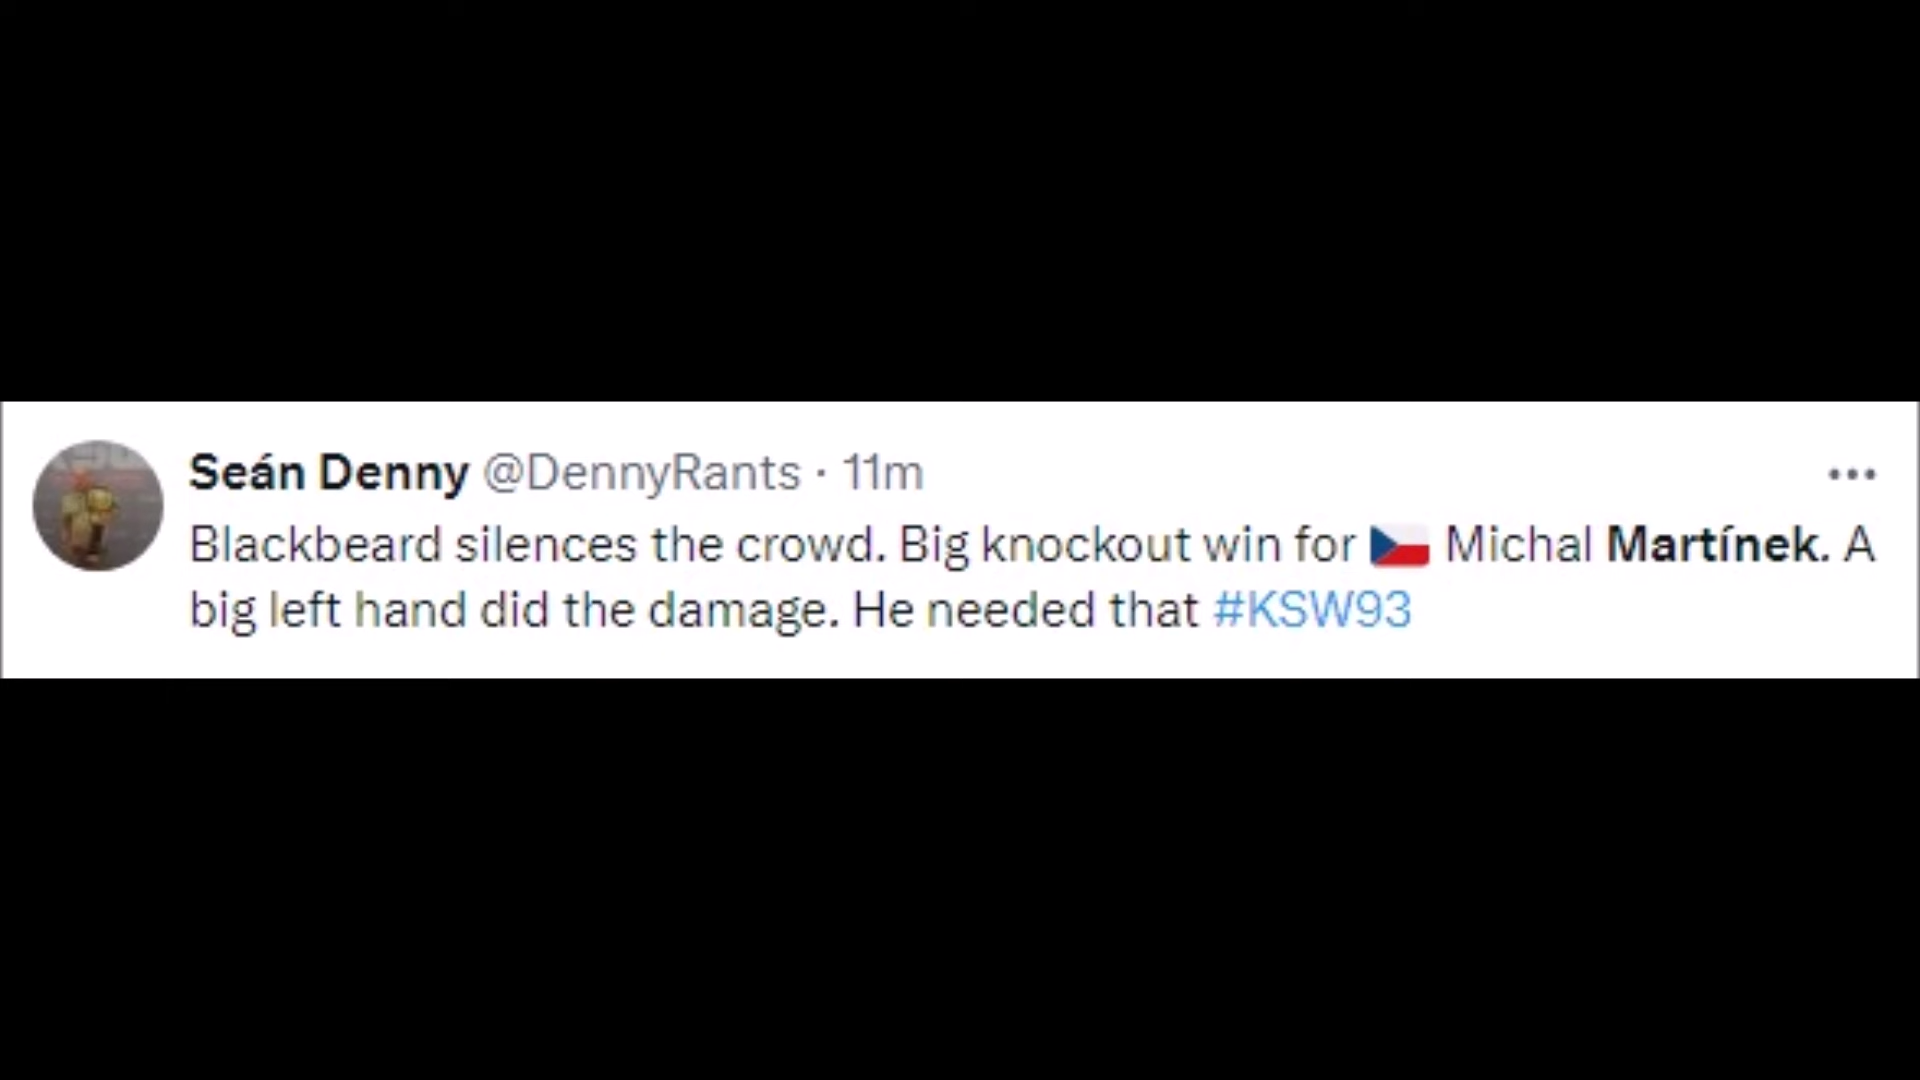 Seán Denny @DennyRants · 11m
Blackbeard silences the crowd. Big knockout win for 🇨🇿 Michal Martínek. A
big left hand did the damage. He needed that #KSW93